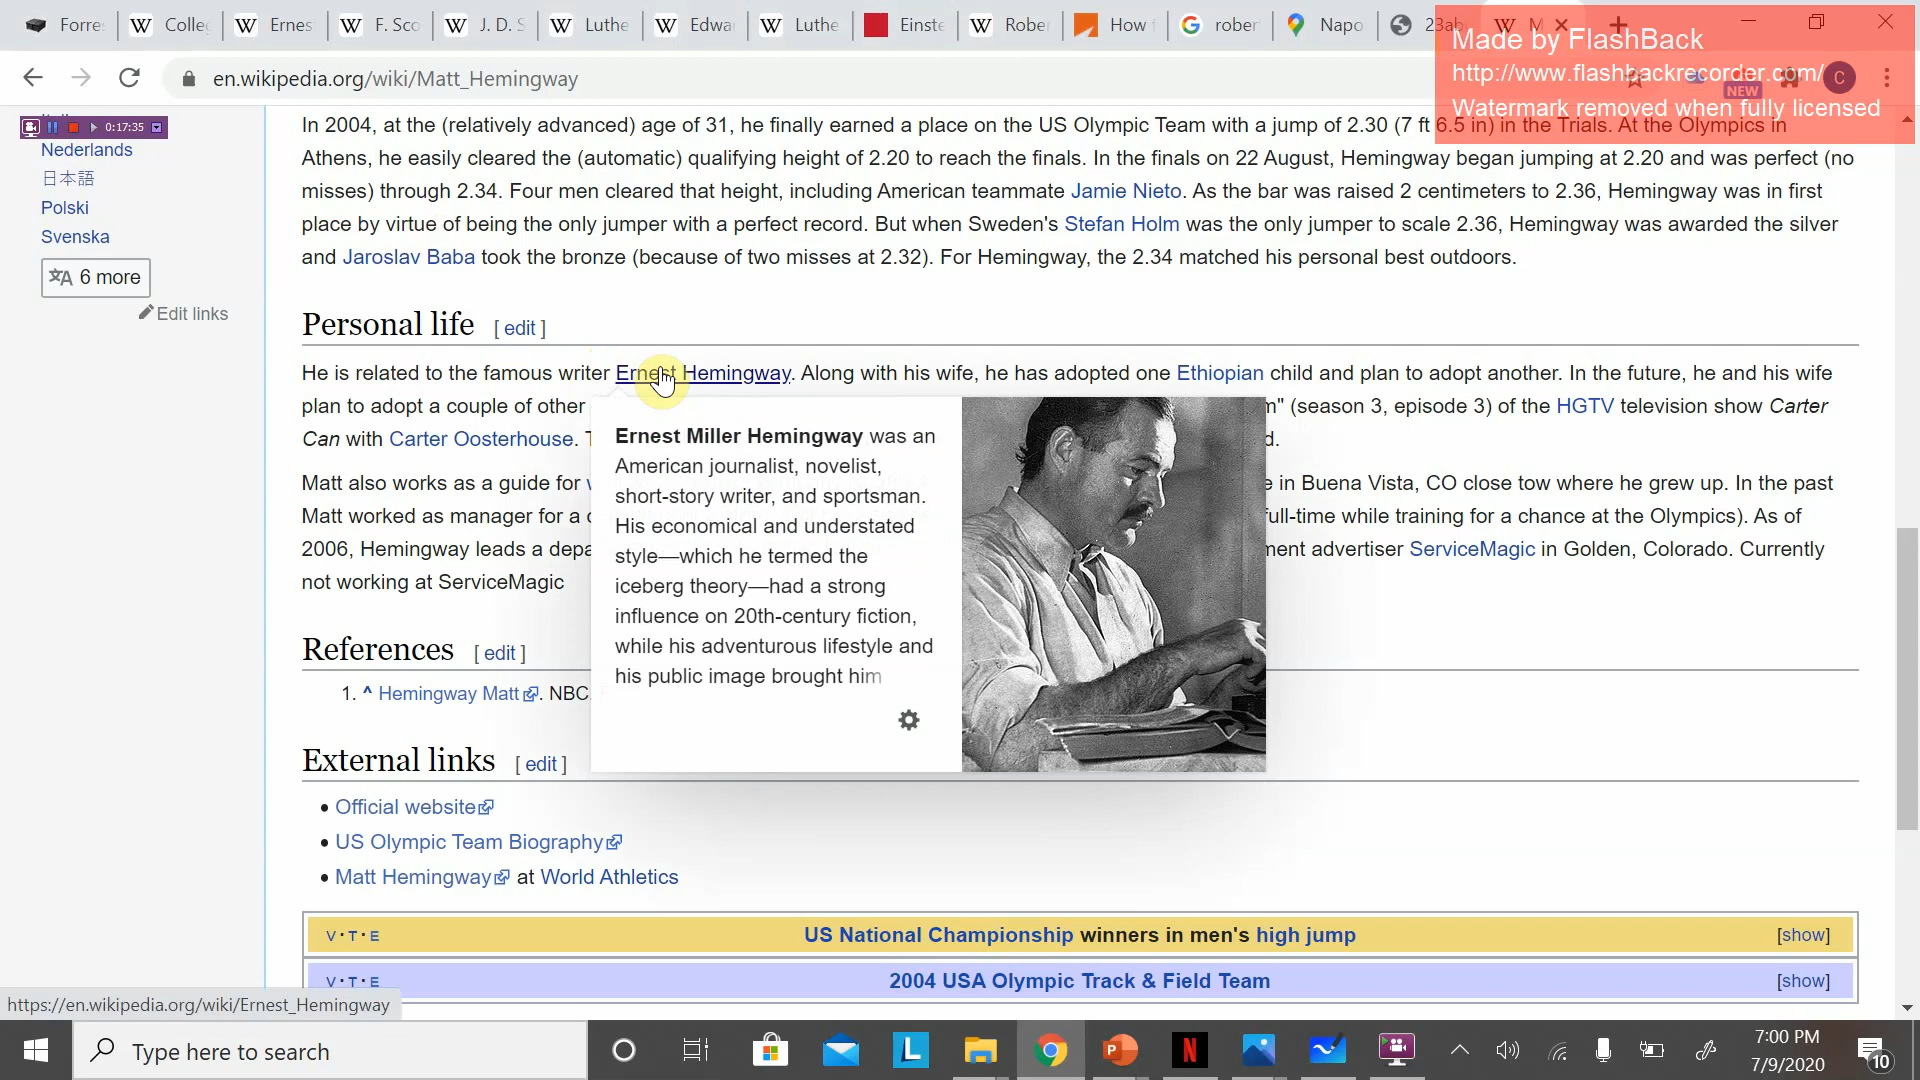 Forre
W Colleg
W Ernes
W F. Sco
W J. D. S
W Luthe
W Edwa
W Luthe
Einste
W Rober
How
G rober
Napo
23ab
W M
Made by FlashBack
http://www.flashbackrecorder.com/
Watermark removed when fully licensed
en.wikipedia.org/wiki/Matt_Hemingway
C
NEW
0:17:35
Nederlands
日本語
Polski
Svenska
6 more
Edit links
In 2004, at the (relatively advanced) age of 31, he finally earned a place on the US Olympic Team with a jump of 2.30 (7 ft 6.5 in) in the Trials. At the Olympics in
Athens, he easily cleared the (automatic) qualifying height of 2.20 to reach the finals. In the finals on 22 August, Hemingway began jumping at 2.20 and was perfect (no
misses) through 2.34. Four men cleared that height, including American teammate Jamie Nieto. As the bar was raised 2 centimeters to 2.36, Hemingway was in first
place by virtue of being the only jumper with a perfect record. But when Sweden's Stefan Holm was the only jumper to scale 2.36, Hemingway was awarded the silver
and Jaroslav Baba took the bronze (because of two misses at 2.32). For Hemingway, the 2.34 matched his personal best outdoors.
Personal life [ edit ]
He is related to the famous writer Ernest Hemingway. Along with his wife, he has adopted one Ethiopian child and plan to adopt another. In the future, he and his wife
plan to adopt a couple of other m" (season 3, episode 3) of the HGTV television show Carter
Can with Carter Oosterhouse. T d.
Matt also works as a guide for w e in Buena Vista, CO close tow where he grew up. In the past
Matt worked as manager for a d full-time while training for a chance at the Olympics). As of
2006, Hemingway leads a depa ment advertiser ServiceMagic in Golden, Colorado. Currently
not working at ServiceMagic
Ernest Miller Hemingway was an
American journalist, novelist,
short-story writer, and sportsman.
His economical and understated
style—which he termed the
iceberg theory—had a strong
influence on 20th-century fiction,
while his adventurous lifestyle and
his public image brought him
References [ edit ]
1. ^ Hemingway Matt. NBC.
External links [ edit ]
• Official website
• US Olympic Team Biography
• Matt Hemingway at World Athletics
V·T·E US National Championship winners in men's high jump [show]
V·T·E 2004 USA Olympic Track & Field Team [show]
https://en.wikipedia.org/wiki/Ernest_Hemingway
Type here to search
L
P
N
7:00 PM
7/9/2020
10